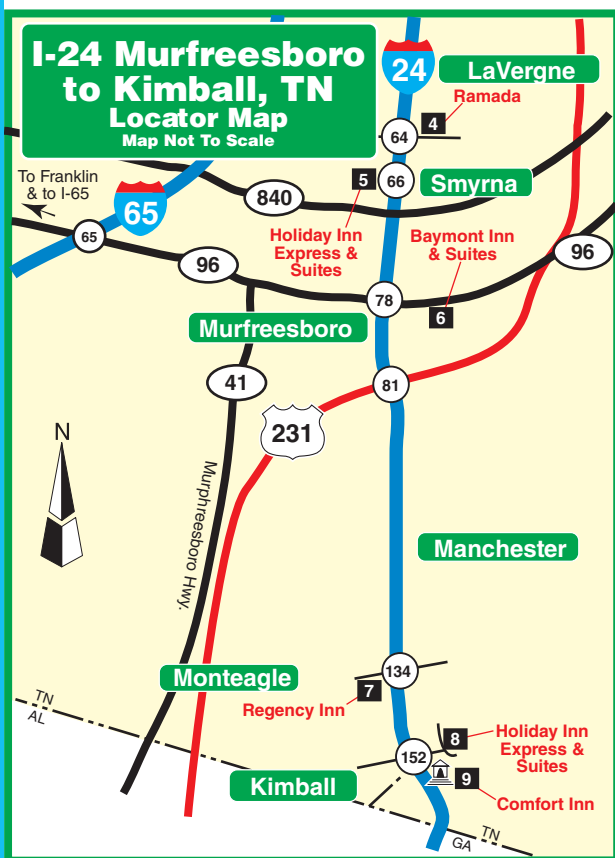 I-24 Murfreesboro
to Kimball, TN
Locator Map
Map Not To Scale
24
LaVergne
Ramada
4
64
To Franklin
& to I-65
65
5
66
Smyrna
840
65
Holiday Inn
Express &
Suites
Baymont Inn
& Suites
96
96
78
6
Murfreesboro
41
81
231
N
Murphreesboro Hwy.
Manchester
Monteagle
134
7
Regency Inn
TN
AL
8
Holiday Inn
Express &
Suites
152
Kimball
9
Comfort Inn
TN
GA